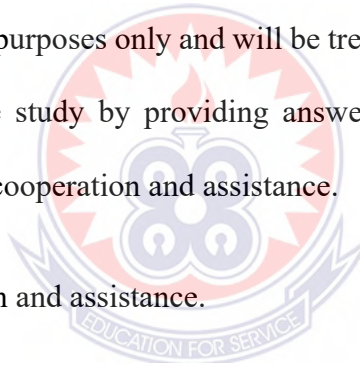 purposes only and will be tre
study by providing answe
cooperation and assistance.
n and assistance.
EDUCATION FOR SERVICE